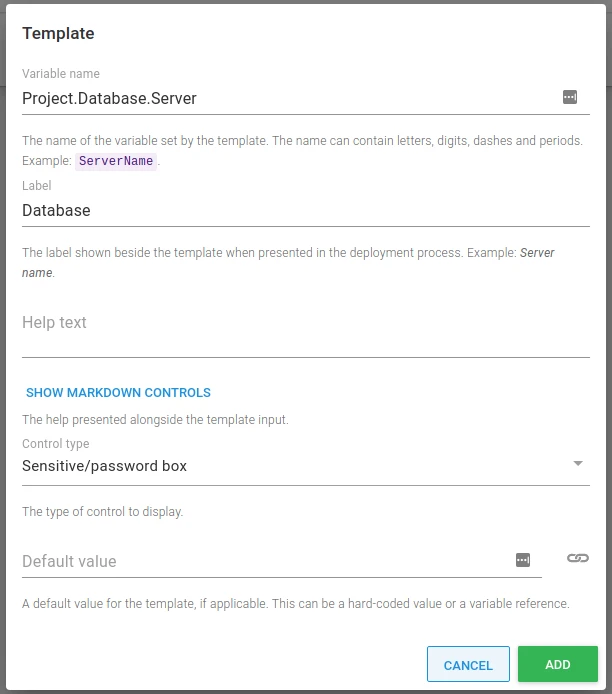 Template
Variable name
Project.Database.Server
The name of the variable set by the template. The name can contain letters, digits, dashes and periods.
Example: ServerName.
Label
Database
The label shown beside the template when presented in the deployment process. Example: Server
name.
Help text
SHOW MARKDOWN CONTROLS
The help presented alongside the template input.
Control type
Sensitive/password box
The type of control to display.
Default value
A default value for the template, if applicable. This can be a hard-coded value or a variable reference.
CANCEL ADD